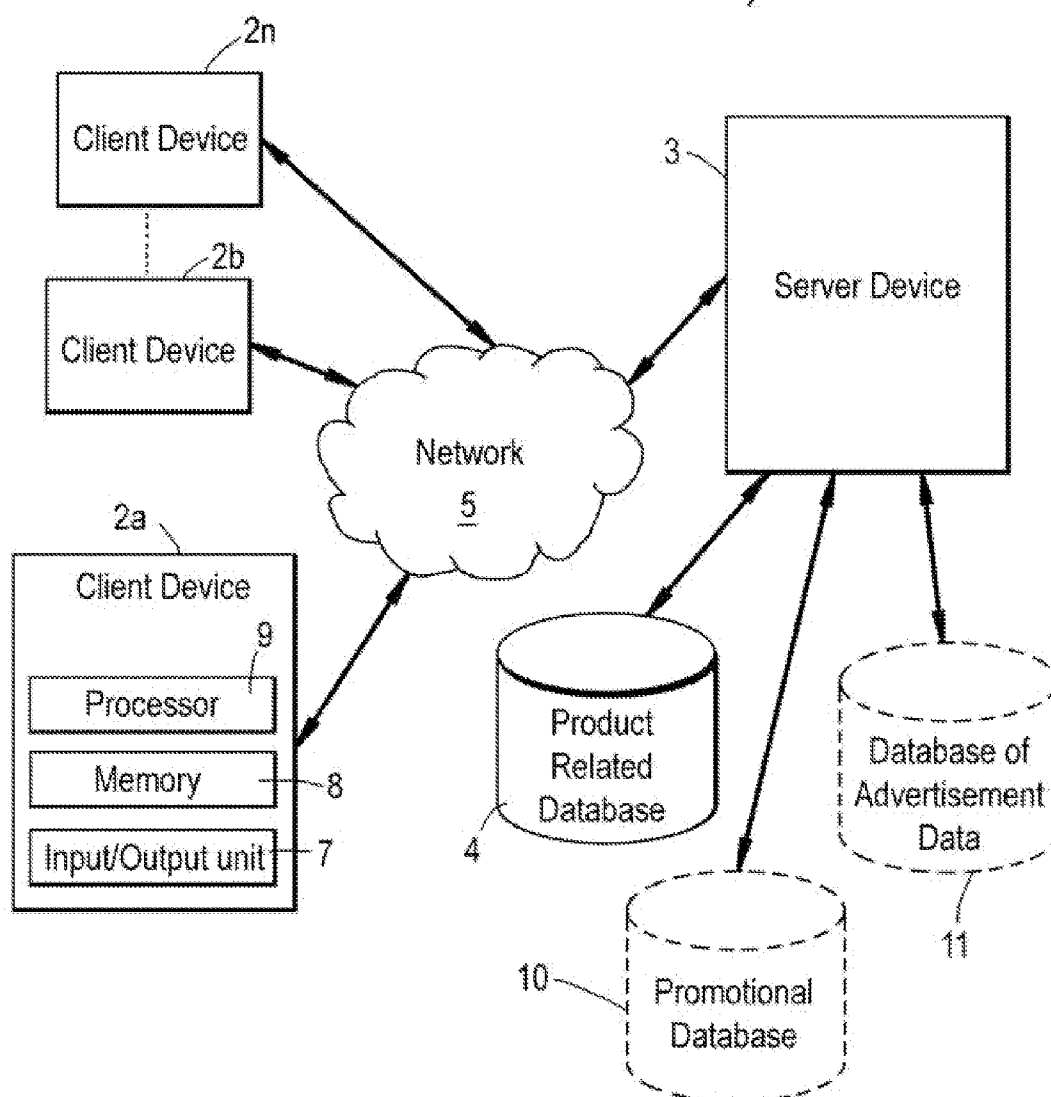 2n
Client Device
3
2b
Server Device
Client Device
Network
5
2a
Client Device
9
Processor
Memory
8
Input/Output unit
7
Product
Related
Database
4
Database of
Advertisement
Data
11
10
Promotional
Database